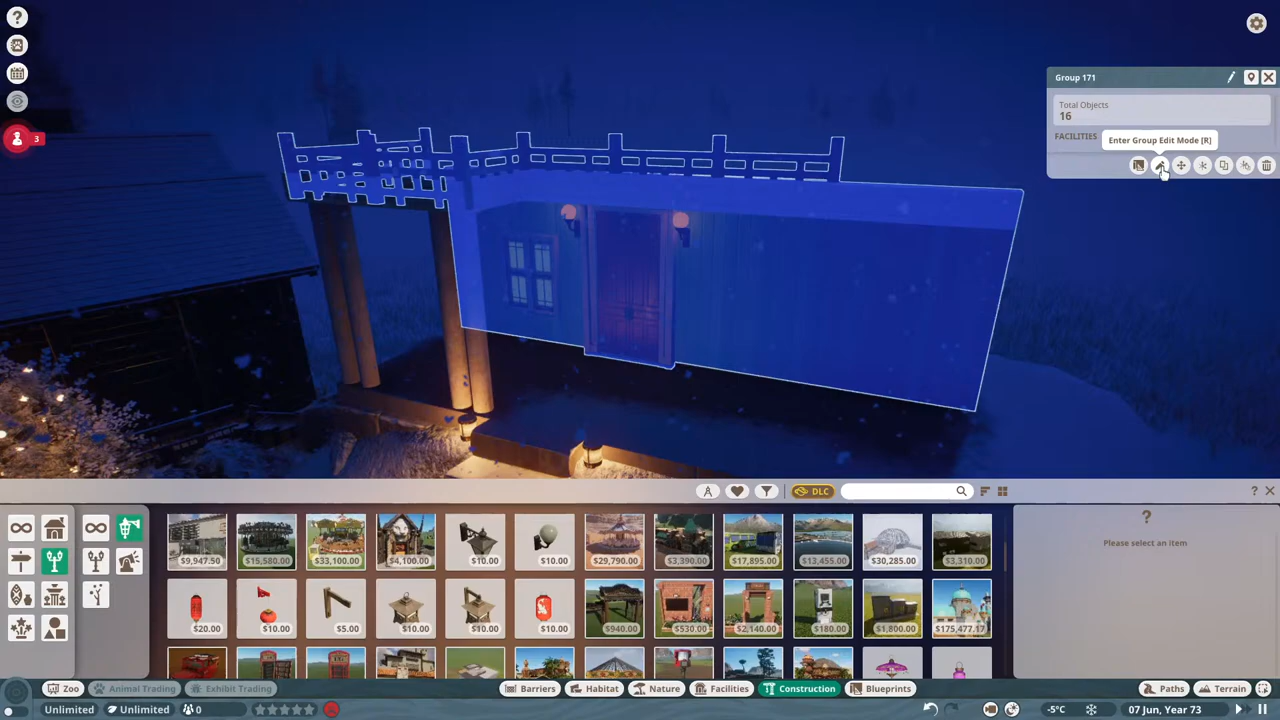 ?
3
Group 171
Total Objects
16
FACILITIES
Enter Group Edit Mode [R]
DLC
?
?
Please select an item
$9,947.50
$15,580.00
$33,100.00
$4,100.00
$10.00
$10.00
$29,790.00
$3,390.00
$17,895.00
$13,455.00
$30,285.00
$3,310.00
$20.00
$10.00
$5.00
$10.00
$10.00
$10.00
$940.00
$530.00
$2,140.00
$180.00
$1,800.00
$175,477.17
Zoo
Animal Trading
Exhibit Trading
Barriers
Habitat
Nature
Facilities
Construction
Blueprints
Paths
Terrain
Unlimited
Unlimited
0
-5°C
07 Jun, Year 73